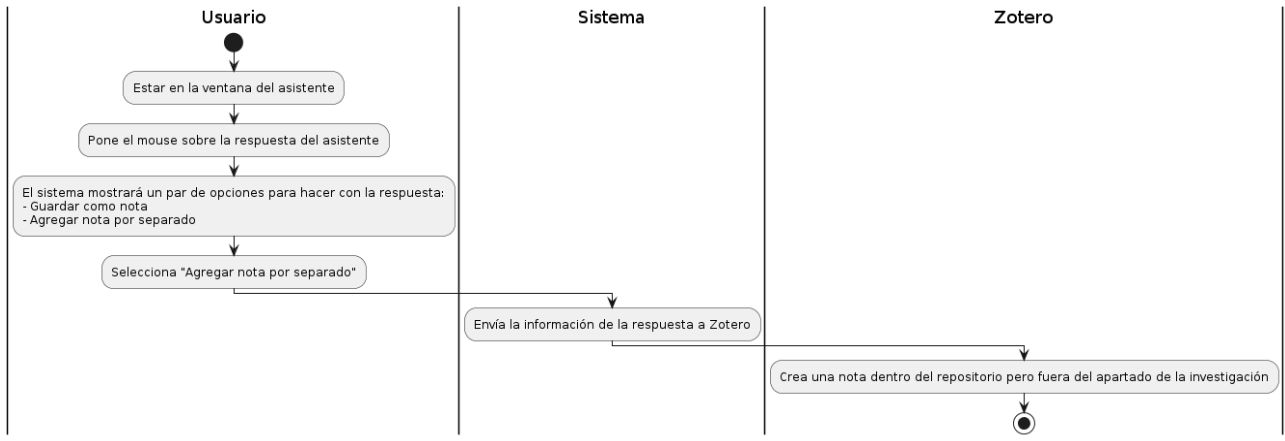 Usuario
Sistema
Zotero
Estar en la ventana del asistente
Pone el mouse sobre la respuesta del asistente
El sistema mostrará un par de opciones para hacer con la respuesta:
- Guardar como nota
- Agregar nota por separado
Selecciona "Agregar nota por separado"
Envía la información de la respuesta a Zotero
Crea una nota dentro del repositorio pero fuera del apartado de la investigación